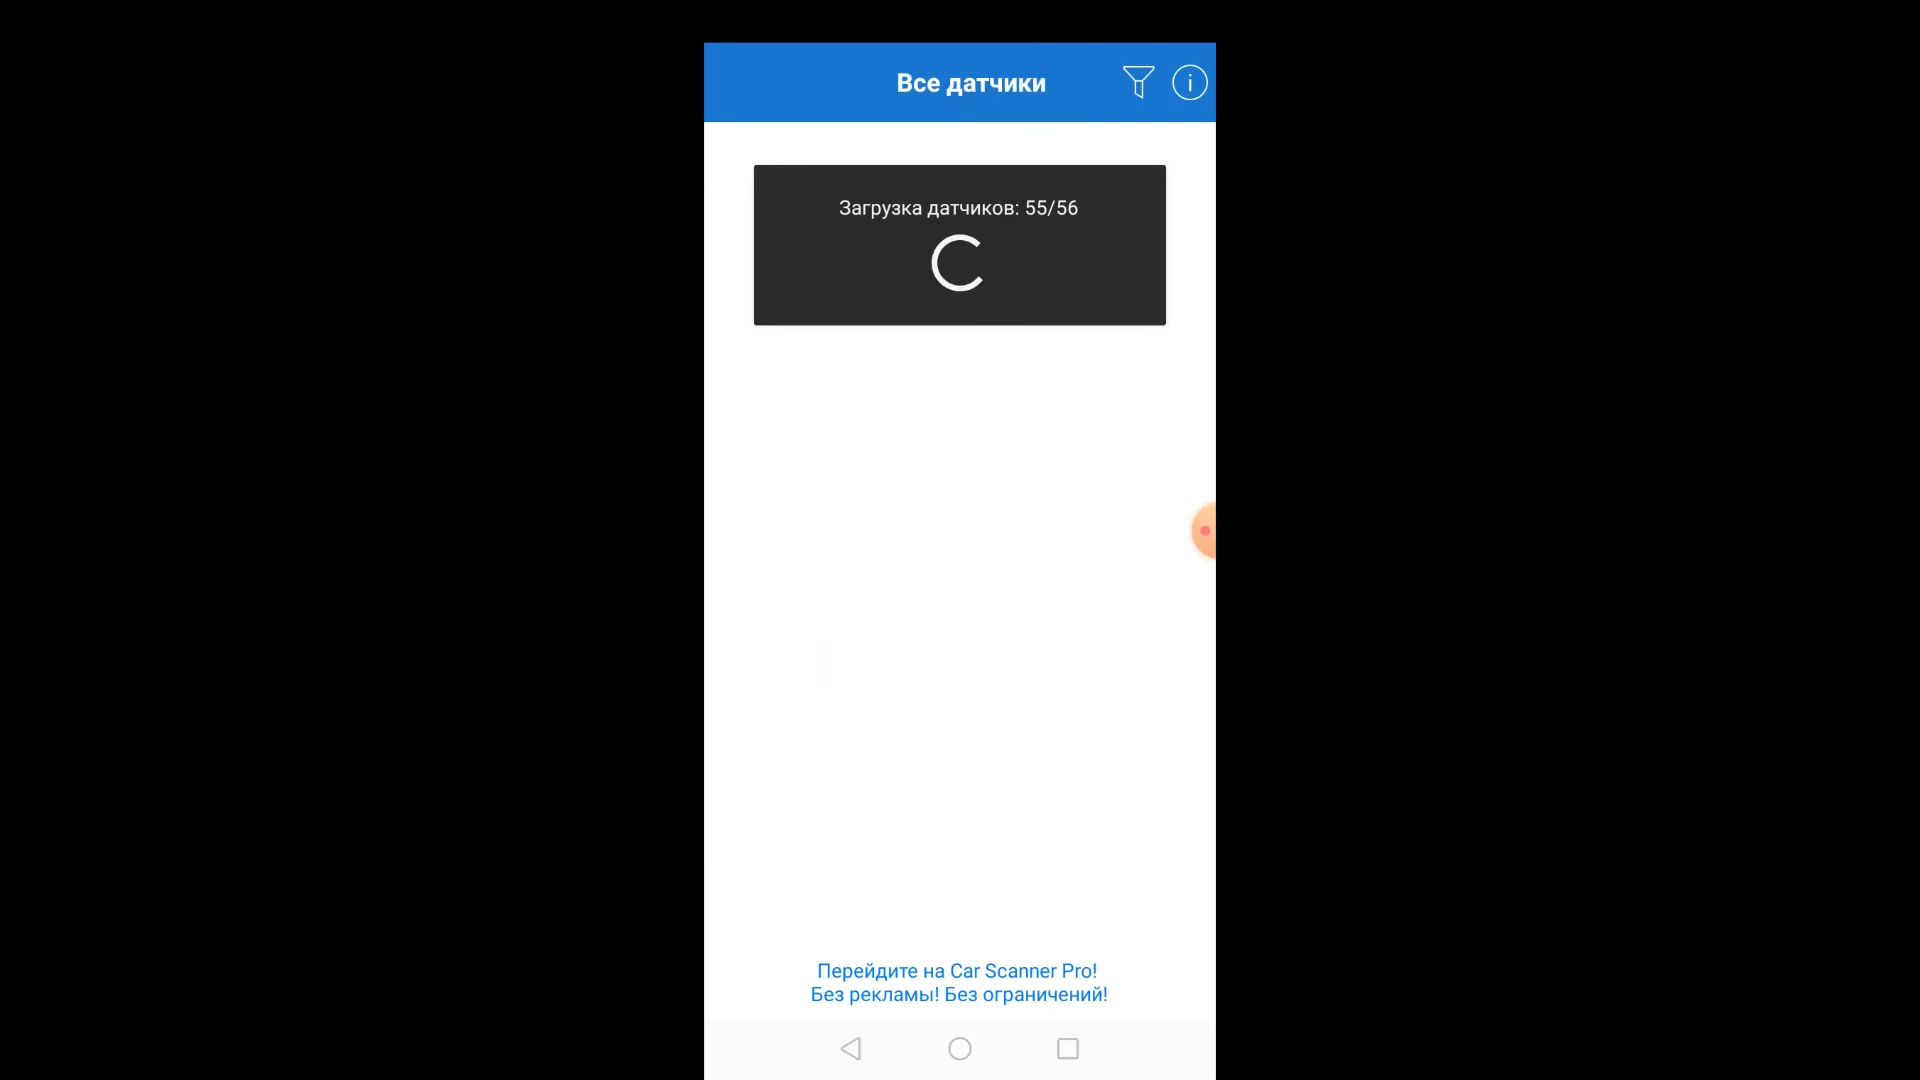 Все датчики
Загрузка датчиков: 55/56
Перейдите на Car Scanner Pro!
Без рекламы! Без ограничений!